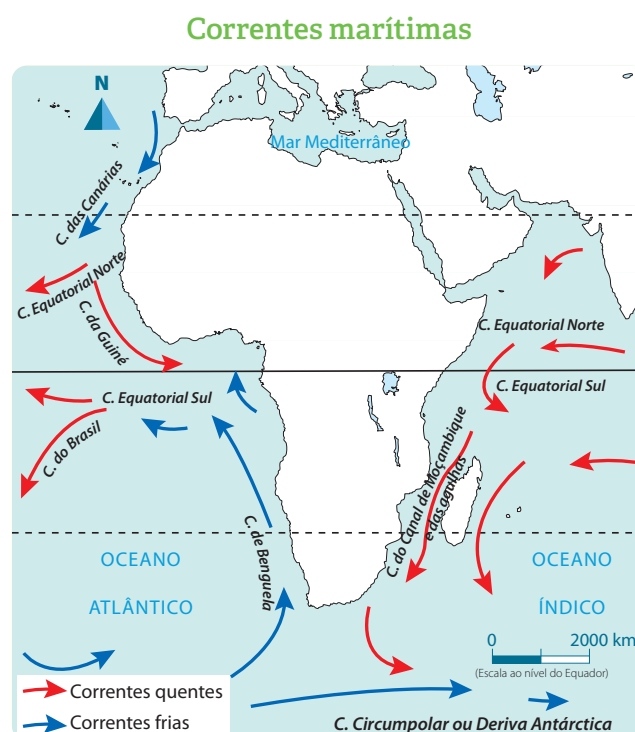 Correntes marítimas
N
Mar Mediterrâneo
C. das Canárias
C. Equatorial Norte
C. da Guiné
C. Equatorial Norte
C. Equatorial Sul
C. Equatorial Sul
C. do Brasil
C. do Canal de Moçambique
e das agulhas
C. de Benguela
OCEANO
ATLÂNTICO
OCEANO
ÍNDICO
0 2000 km
(Escala ao nível do Equador)
Correntes quentes
Correntes frias
C. Circumpolar ou Deriva Antárctica